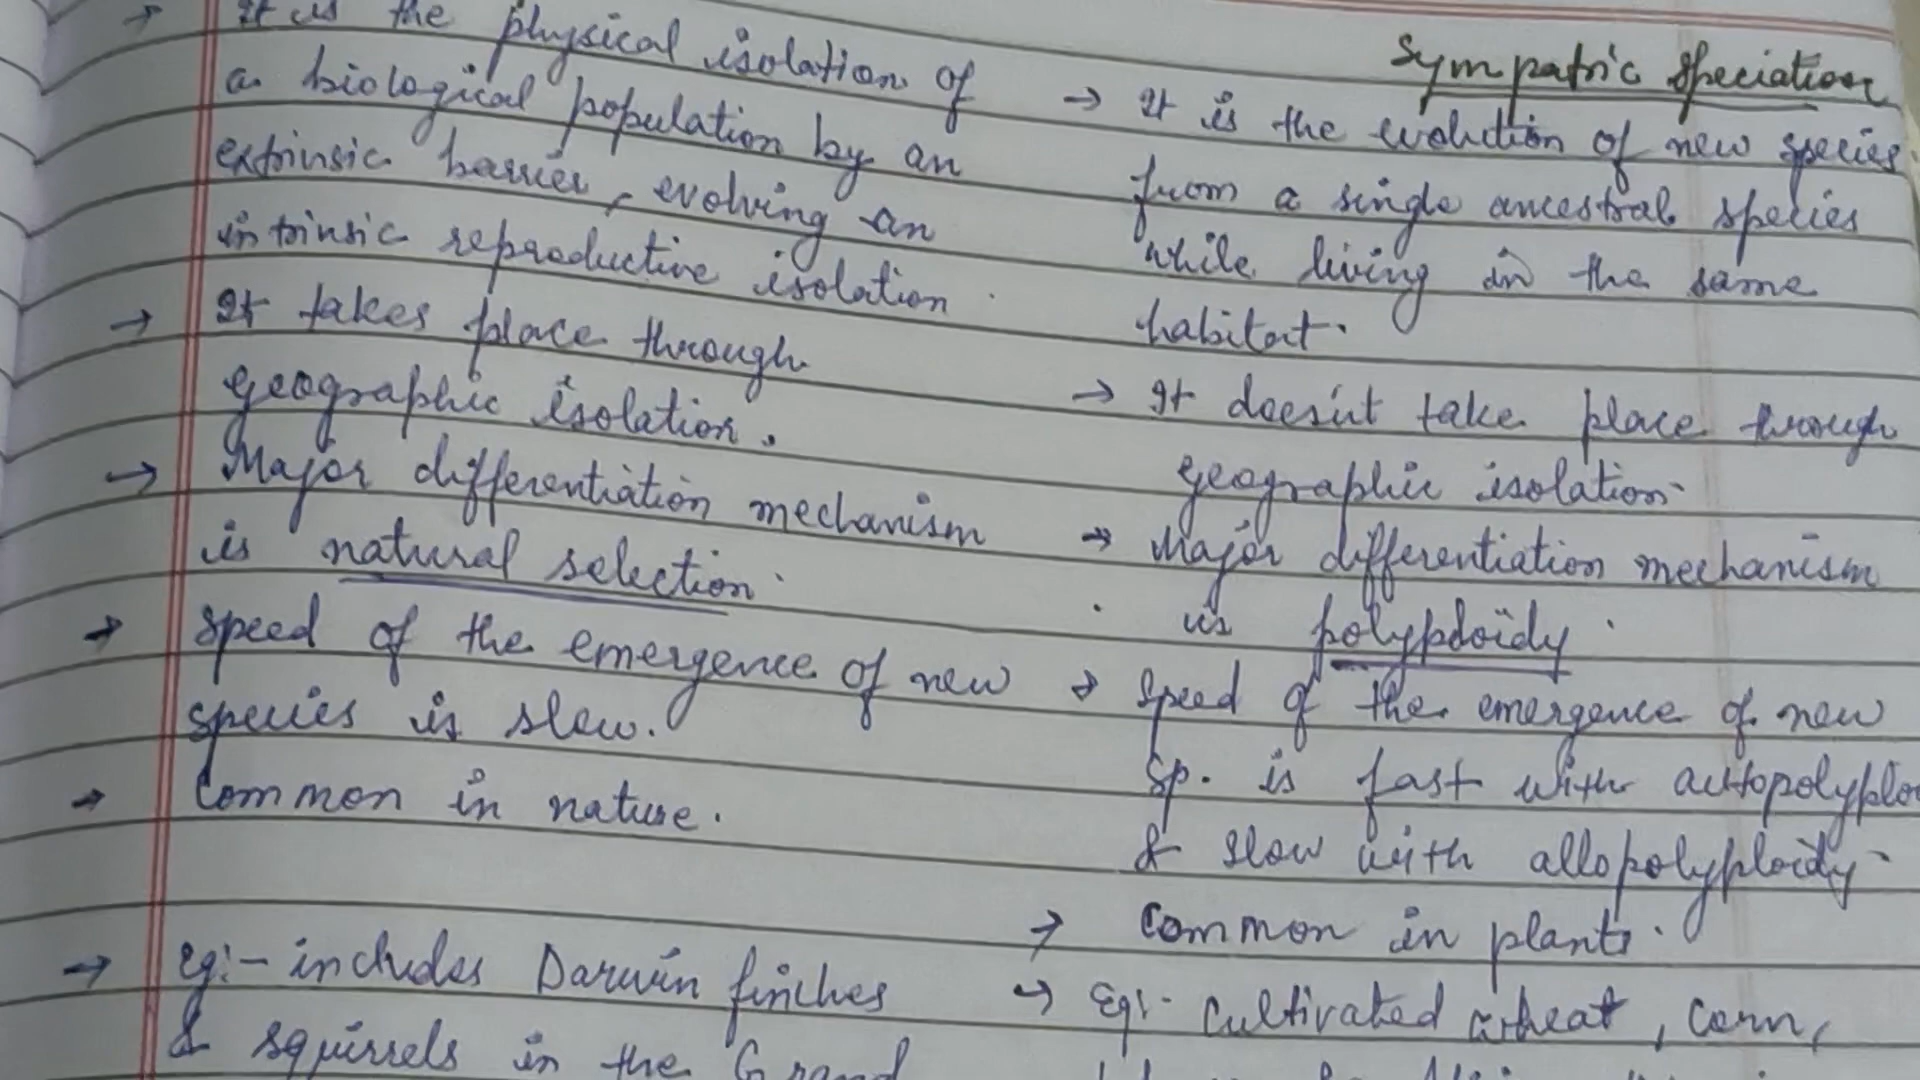 It is the physical isolation of
a biological population by an
extrinsic barrier, evolving an
intrinsic reproductive isolation
→ It takes place through
geographic isolation.
→ Major differentiation mechanism
is natural selection.
→ Speed of the emergence of new
species is slow.
→ Common in nature.
→ eg:- includes Darwin finches
& squirrels in the Grand
Sympatric Speciation
→ It is the evolution of new species
from a single ancestral species
while living in the same
habitat.
→ It does'nt take place through
geographic isolation.
→ Major differentiation mechanism
is polyploidy.
→ Speed of the emergence of new
sp. is fast with autopolyplo
& slow with allopolyploidy.
→ Common in plants.
→ Eg:- Cultivated wheat, corn,